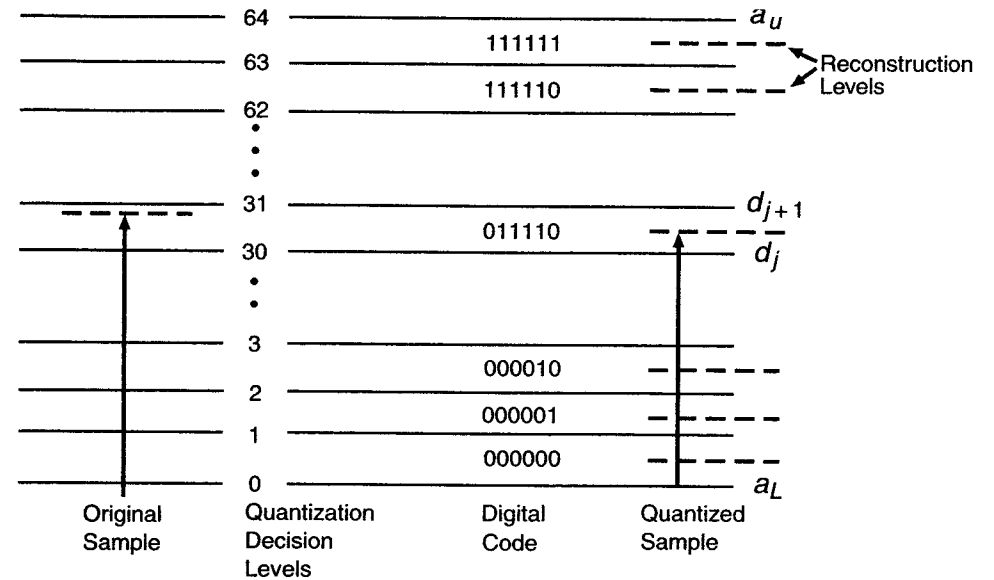 64
a_u
111111
63
Reconstruction
Levels
111110
62
31
d_{j+1}
011110
30
d_j
3
000010
2
000001
1
000000
0
a_L
Original
Sample
Quantization
Decision
Levels
Digital
Code
Quantized
Sample